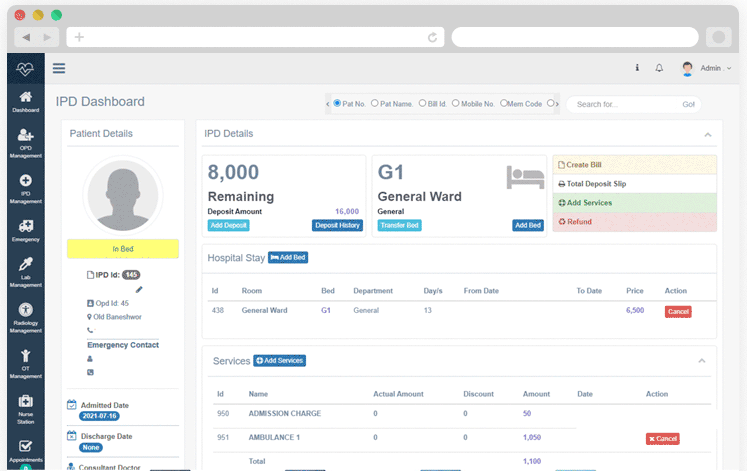 i
Admin .
Dashboard
OPD
Management
IPD
Management
Emergency
Lab
Management
Radiology
Management
OT
Management
Nurse
Station
Appointments
0
IPD Dashboard
Pat No. Pat Name. Bill Id. Mobile No. Mem Code
Search for... Go!
Patient Details
In Bed
IPD Id: 145
Opd Id: 45
Old Baneshwor
Emergency Contact
Admitted Date
2021-07-16
Discharge Date
None
Consultant Doctor
IPD Details
8,000
Remaining
Deposit Amount 16,000
Add Deposit Deposit History
G1
General Ward
General
Transfer Bed Add Bed
Create Bill
Total Deposit Slip
Add Services
Refund
Hospital Stay Add Bed
Id Room Bed Department Day/s From Date To Date Price Action
438 General Ward G1 General 13 6,500 Cancel
Services Add Services
Id Name Actual Amount Discount Amount Date Action
950 ADMISSION CHARGE 0 0 50
951 AMBULANCE 1 0 0 1,050 Cancel
Total 1,100